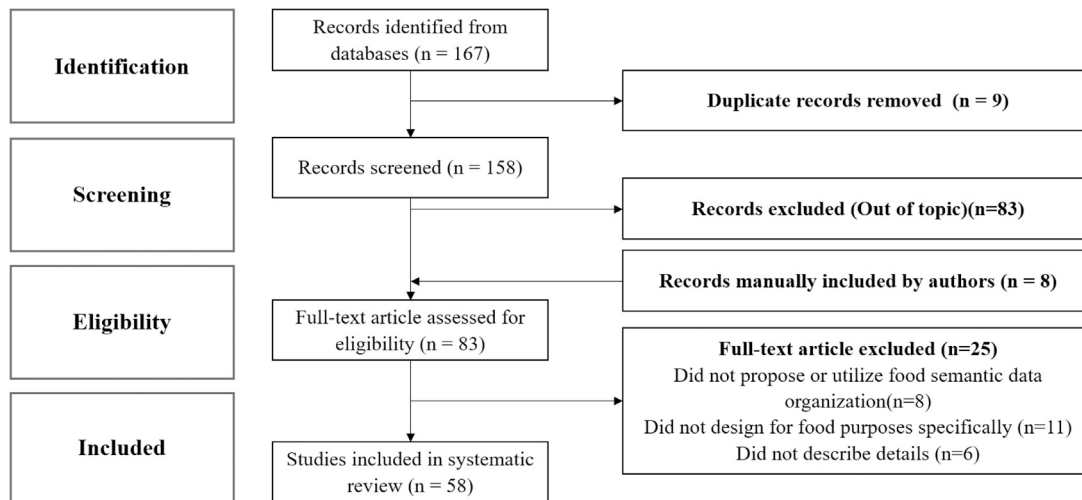 Identification
Records identified from
databases (n = 167)
Duplicate records removed (n = 9)
Screening
Records screened (n = 158)
Records excluded (Out of topic)(n=83)
Records manually included by authors (n = 8)
Eligibility
Full-text article assessed for
eligibility (n = 83)
Full-text article excluded (n=25)
Did not propose or utilize food semantic data
organization(n=8)
Did not design for food purposes specifically (n=11)
Did not describe details (n=6)
Included
Studies included in systematic
review (n = 58)